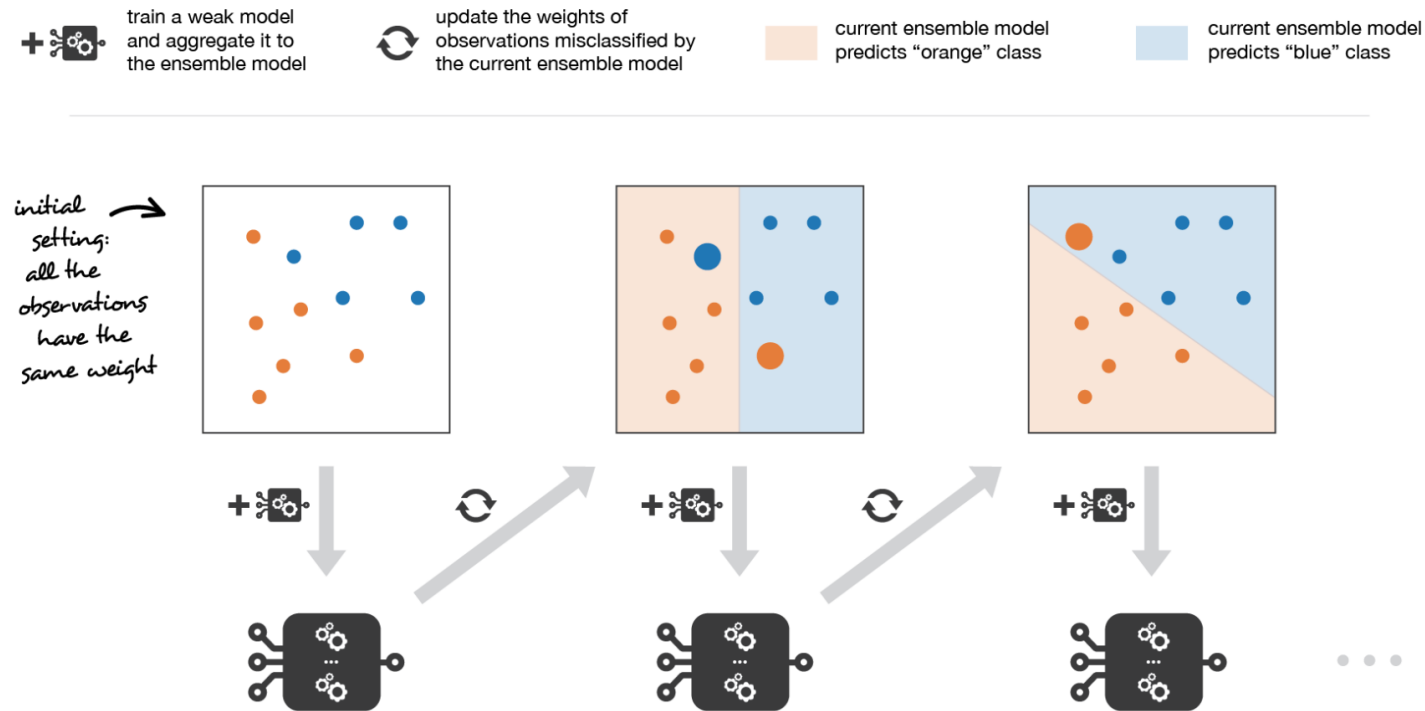 train a weak model
and aggregate it to
the ensemble model
update the weights of
observations misclassified by
the current ensemble model
current ensemble model
predicts “orange” class
current ensemble model
predicts “blue” class
initial
setting:
all the
observations
have the
same weight